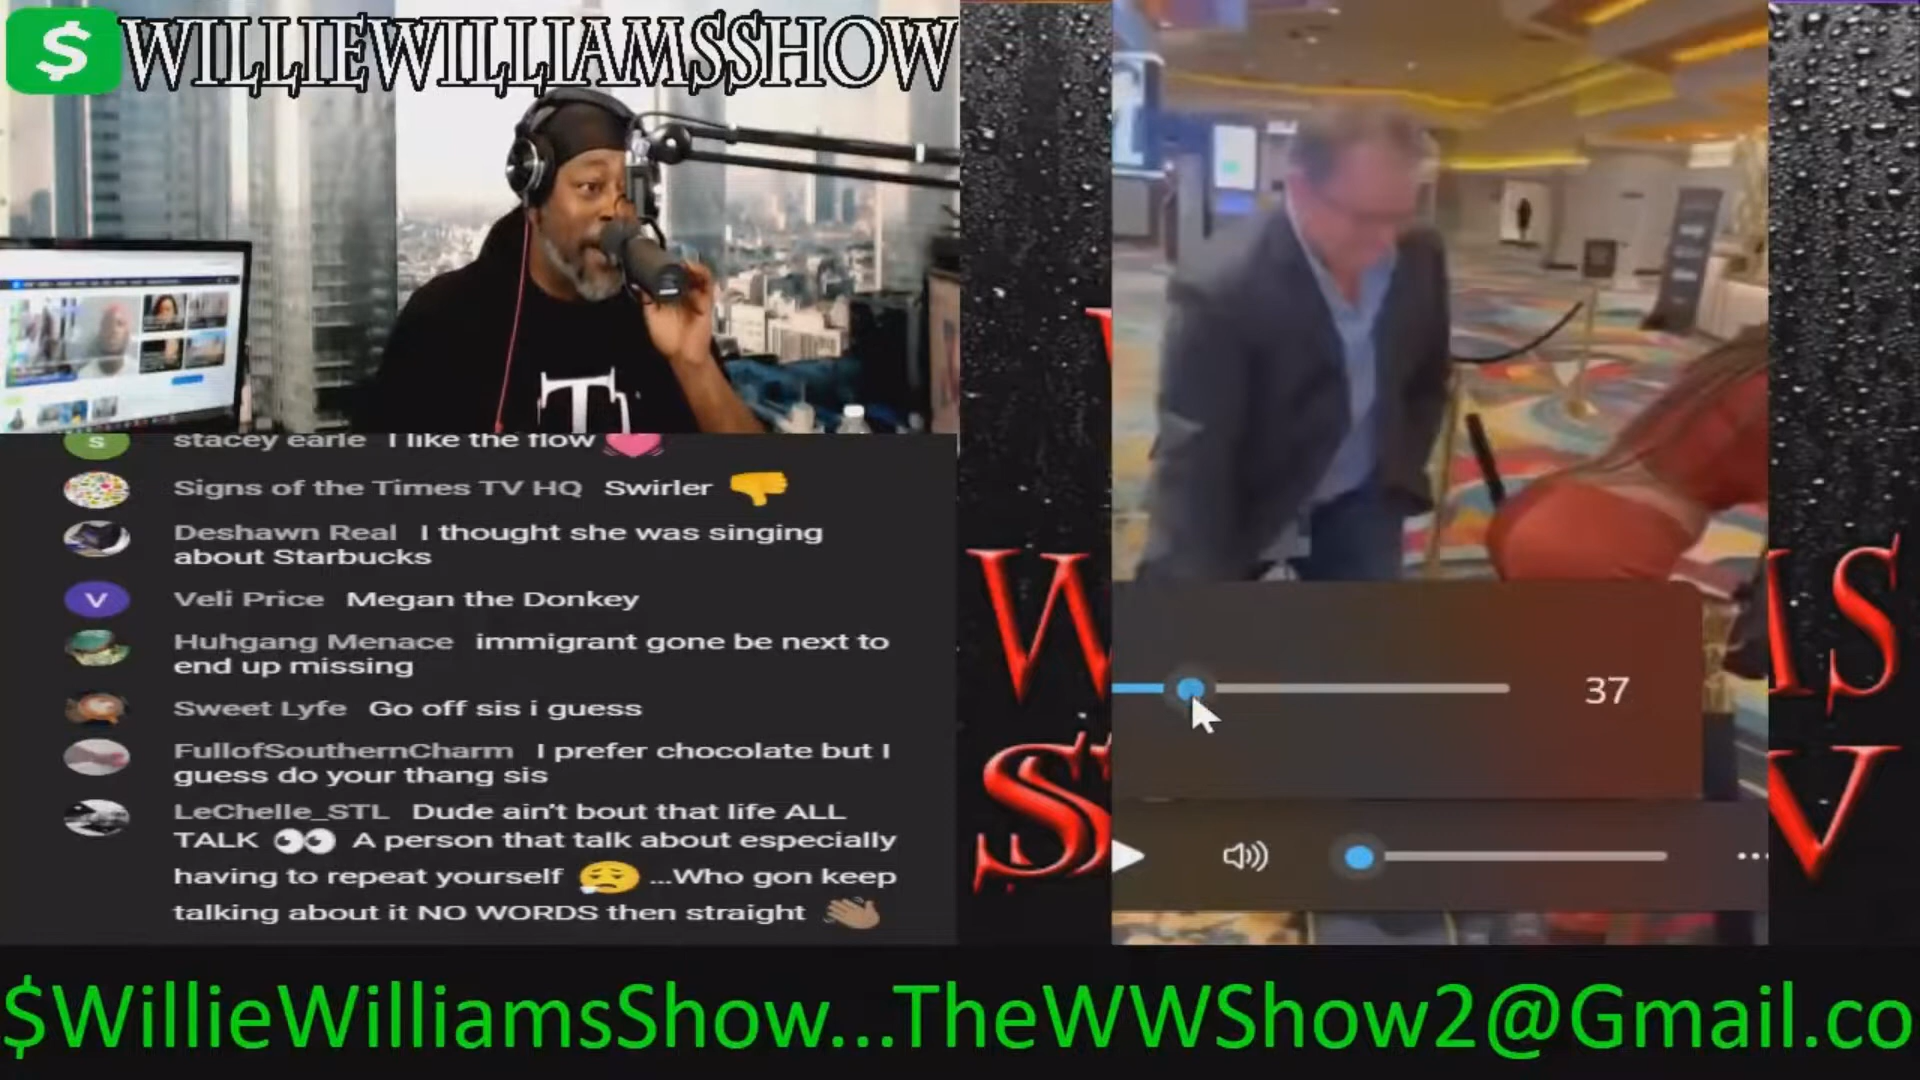 $ WILLIEWILLIAMSSHOW
stacey earle I like the flow
Signs of the Times TV HQ Swirler
Deshawn Real I thought she was singing
about Starbucks
V Veli Price Megan the Donkey
Huhgang Menace immigrant gone be next to
end up missing
Sweet Lyfe Go off sis i guess
FullofSouthernCharm I prefer chocolate but I
guess do your thang sis
LeChelle_STL Dude ain't bout that life ALL
TALK A person that talk about especially
having to repeat yourself ...Who gon keep
talking about it NO WORDS then straight
37
$WillieWilliamsShow...TheWWShow2@Gmail.co